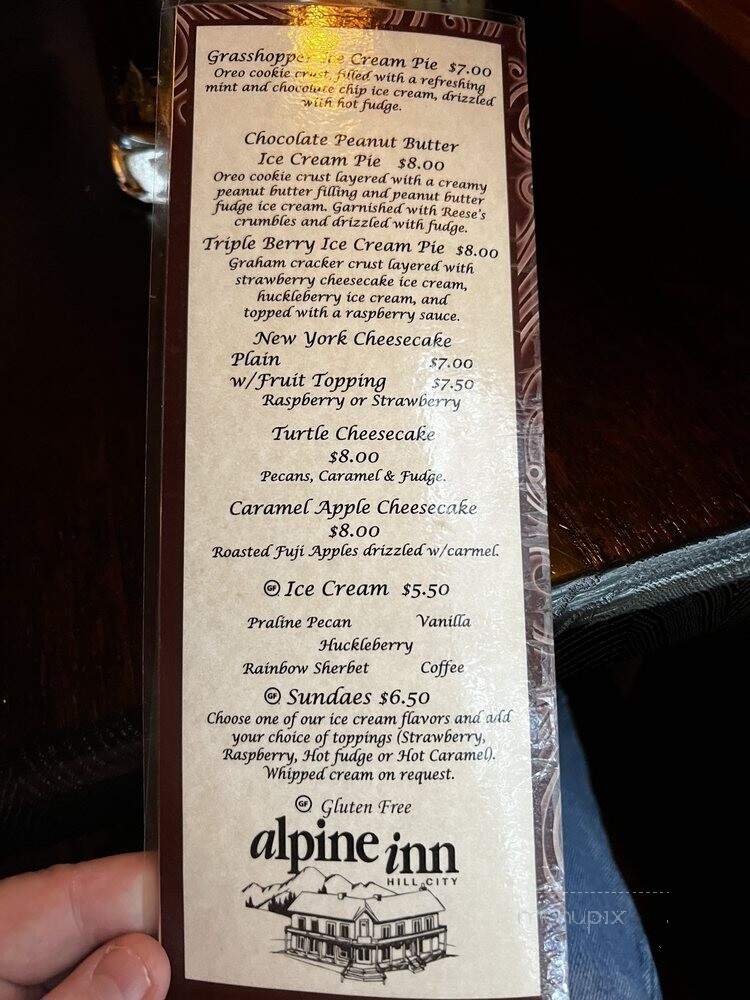 Grasshopper Ice Cream Pie $7.00
Oreo cookie crust, filled with a refreshing
mint and chocolate chip ice cream, drizzled
with hot fudge.
Chocolate Peanut Butter
Ice Cream Pie $8.00
Oreo cookie crust layered with a creamy
peanut butter filling and peanut butter
fudge ice cream. Garnished with Reese's
crumbles and drizzled with fudge.
Triple Berry Ice Cream Pie $8.00
Graham cracker crust layered with
strawberry cheesecake ice cream,
huckleberry ice cream, and
topped with a raspberry sauce.
New York Cheesecake
Plain $7.00
w/Fruit Topping $7.50
Raspberry or Strawberry
Turtle Cheesecake
$8.00
Pecans, Caramel & Fudge.
Caramel Apple Cheesecake
$8.00
Roasted Fuji Apples drizzled w/carmel.
GF Ice Cream $5.50
Praline Pecan Vanilla
Huckleberry
Rainbow Sherbet Coffee
GF Sundaes $6.50
Choose one of our ice cream flavors and add
your choice of toppings (Strawberry,
Raspberry, Hot fudge or Hot Caramel).
Whipped cream on request.
GF Gluten Free
alpine inn
HILL CITY
menupix